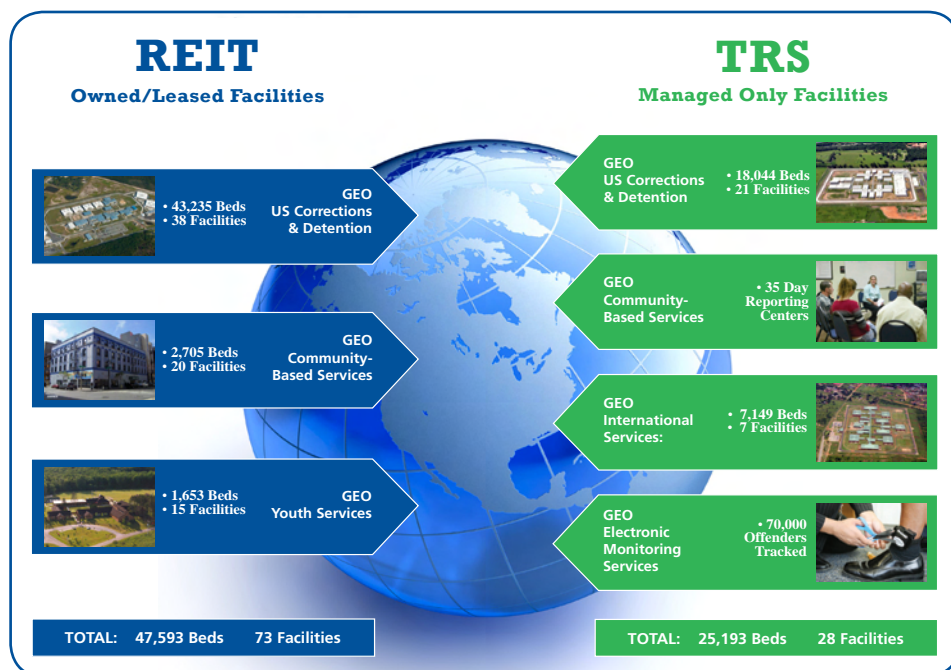 REIT
Owned/Leased Facilities
• 43,235 Beds
• 38 Facilities
GEO
US Corrections
& Detention
• 2,705 Beds
• 20 Facilities
GEO
Community-
Based Services
• 1,653 Beds
• 15 Facilities
GEO
Youth Services
TOTAL: 47,593 Beds 73 Facilities
TRS
Managed Only Facilities
GEO
US Corrections
& Detention
• 18,044 Beds
• 21 Facilities
GEO
Community-
Based Services
• 35 Day
Reporting
Centers
GEO
International
Services:
• 7,149 Beds
• 7 Facilities
GEO
Electronic
Monitoring
Services
• 70,000
Offenders
Tracked
TOTAL: 25,193 Beds 28 Facilities